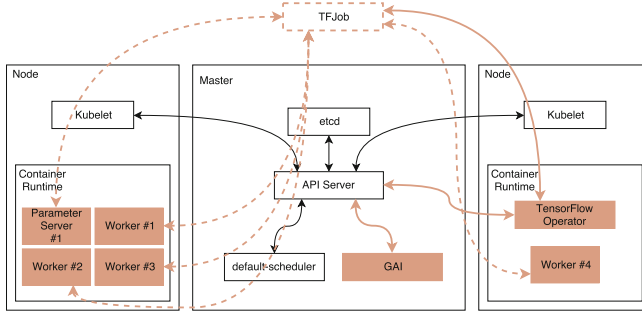 TFJob
Node
Master
Node
Kubelet
etcd
Kubelet
Container
Runtime
API Server
Container
Runtime
Parameter
Server
#1
Worker #1
TensorFlow
Operator
Worker #2
Worker #3
default-scheduler
GAI
Worker #4